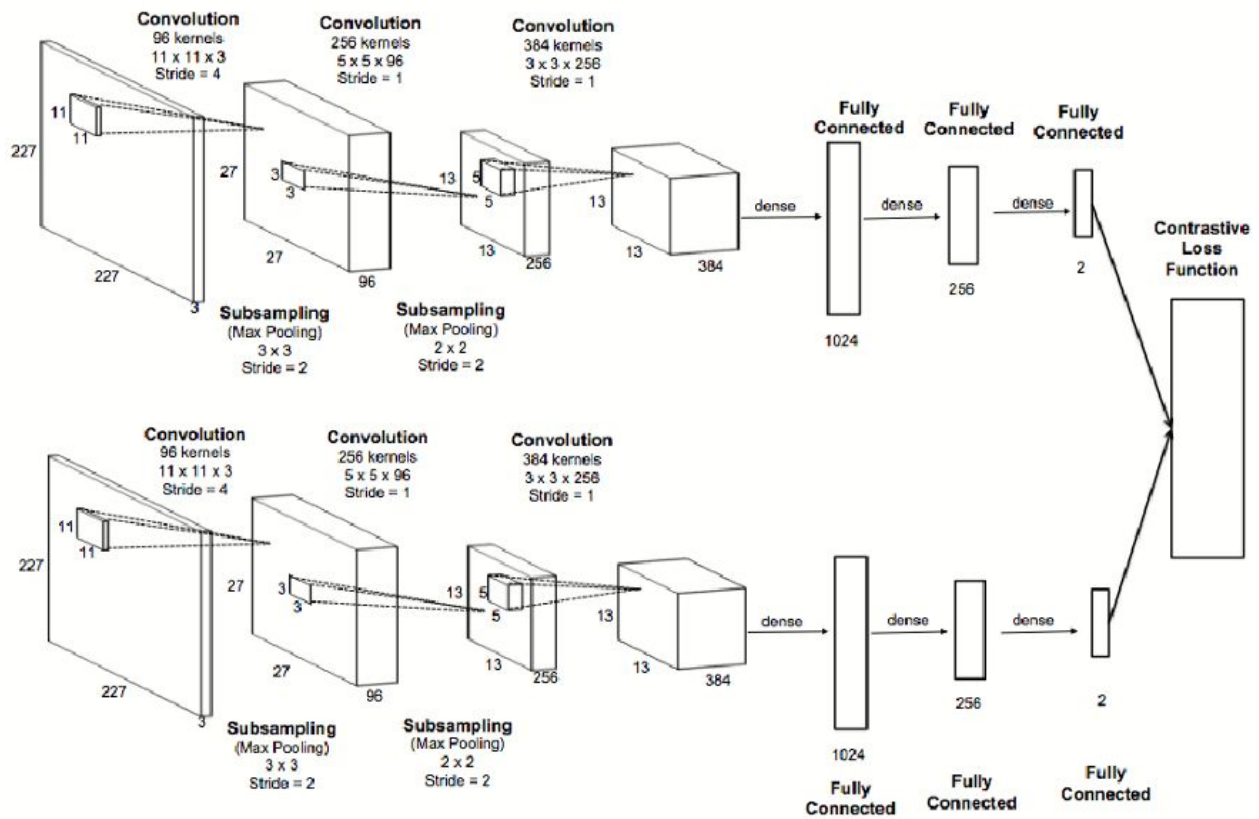 Convolution
96 kernels
11 x 11 x 3
Stride = 4
Convolution
256 kernels
5 x 5 x 96
Stride = 1
Convolution
384 kernels
3 x 3 x 256
Stride = 1
11
11
227
227
3
27
3
3
27
96
13
5
5
13
256
13
13
384
Subsampling
(Max Pooling)
3 x 3
Stride = 2
Subsampling
(Max Pooling)
2 x 2
Stride = 2
dense
Fully
Connected
1024
dense
Fully
Connected
256
dense
Fully
Connected
2
Contrastive
Loss
Function
Convolution
96 kernels
11 x 11 x 3
Stride = 4
Convolution
256 kernels
5 x 5 x 96
Stride = 1
Convolution
384 kernels
3 x 3 x 256
Stride = 1
11
11
227
227
3
27
3
3
27
96
13
5
5
13
256
13
13
384
Subsampling
(Max Pooling)
3 x 3
Stride = 2
Subsampling
(Max Pooling)
2 x 2
Stride = 2
dense
1024
Fully
Connected
dense
256
Fully
Connected
dense
2
Fully
Connected